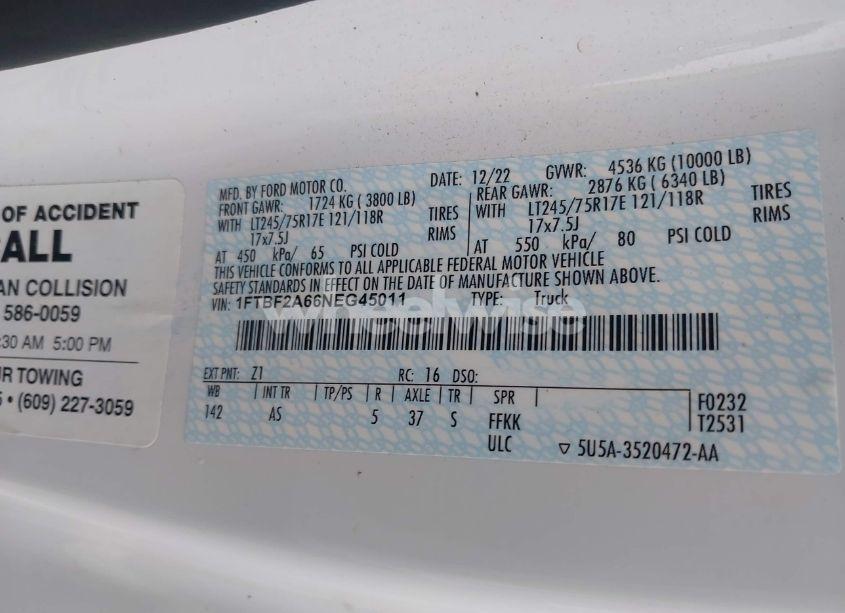 OF ACCIDENT
CALL
AN COLLISION
586-0059
:30 AM 5:00 PM
R TOWING
• (609) 227-3059
MFD. BY FORD MOTOR CO.
DATE: 12/22 GVWR: 4536 KG (10000 LB)
FRONT GAWR: 1724 KG ( 3800 LB)
REAR GAWR: 2876 KG ( 6340 LB)
WITH LT245/75R17E 121/118R TIRES
WITH LT245/75R17E 121/118R TIRES
17x7.5J RIMS
17x7.5J RIMS
AT 450 kPa/ 65 PSI COLD
AT 550 kPa/ 80 PSI COLD
THIS VEHICLE CONFORMS TO ALL APPLICABLE FEDERAL MOTOR VEHICLE
SAFETY STANDARDS IN EFFECT ON THE DATE OF MANUFACTURE SHOWN ABOVE.
VIN: 1FTBF2A66NEG45011 TYPE: Truck
wheelwise
EXT PNT: Z1 RC: 16 DSO:
WB INT TR TP/PS R AXLE TR SPR
142 AS 5 37 S FFKK
ULC
F0232
T2531
▽ 5U5A-3520472-AA